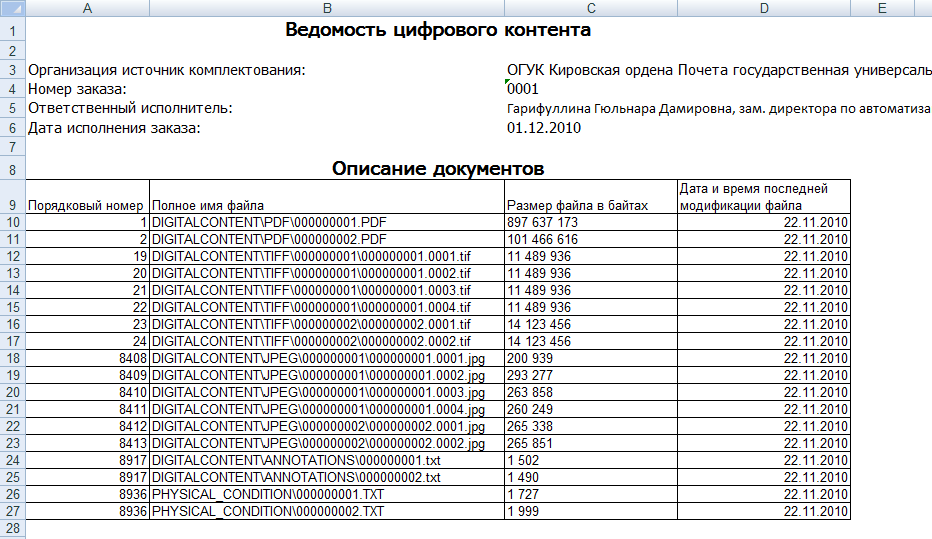 A B C D E
1 Ведомость цифрового контента
2
3 Организация источник комплектования: ОГУК Кировская ордена Почета государственная универсаль
4 Номер заказа: 0001
5 Ответственный исполнитель: Гарифуллина Гюльнара Дамировна, зам. директора по автоматиза
6 Дата исполнения заказа: 01.12.2010
7
8 Описание документов
Дата и время последней
9 Порядковый номер Полное имя файла Размер файла в байтах модификации файла
10 1 DIGITALCONTENT\PDF\000000001.PDF 897 637 173 22.11.2010
11 2 DIGITALCONTENT\PDF\000000002.PDF 101 466 616 22.11.2010
12 19 DIGITALCONTENT\TIFF\000000001\000000001.0001.tif 11 489 936 22.11.2010
13 20 DIGITALCONTENT\TIFF\000000001\000000001.0002.tif 11 489 936 22.11.2010
14 21 DIGITALCONTENT\TIFF\000000001\000000001.0003.tif 11 489 936 22.11.2010
15 22 DIGITALCONTENT\TIFF\000000001\000000001.0004.tif 11 489 936 22.11.2010
16 23 DIGITALCONTENT\TIFF\000000002\000000002.0001.tif 14 123 456 22.11.2010
17 24 DIGITALCONTENT\TIFF\000000002\000000002.0002.tif 14 123 456 22.11.2010
18 8408 DIGITALCONTENT\JPEG\000000001\000000001.0001.jpg 200 939 22.11.2010
19 8409 DIGITALCONTENT\JPEG\000000001\000000001.0002.jpg 293 277 22.11.2010
20 8410 DIGITALCONTENT\JPEG\000000001\000000001.0003.jpg 263 858 22.11.2010
21 8411 DIGITALCONTENT\JPEG\000000001\000000001.0004.jpg 260 249 22.11.2010
22 8412 DIGITALCONTENT\JPEG\000000002\000000002.0001.jpg 265 338 22.11.2010
23 8413 DIGITALCONTENT\JPEG\000000002\000000002.0002.jpg 265 851 22.11.2010
24 8917 DIGITALCONTENT\ANNOTATIONS\000000001.txt 1 502 22.11.2010
25 8917 DIGITALCONTENT\ANNOTATIONS\000000002.txt 1 490 22.11.2010
26 8936 PHYSICAL_CONDITION\000000001.TXT 1 727 22.11.2010
27 8936 PHYSICAL_CONDITION\000000002.TXT 1 999 22.11.2010
28